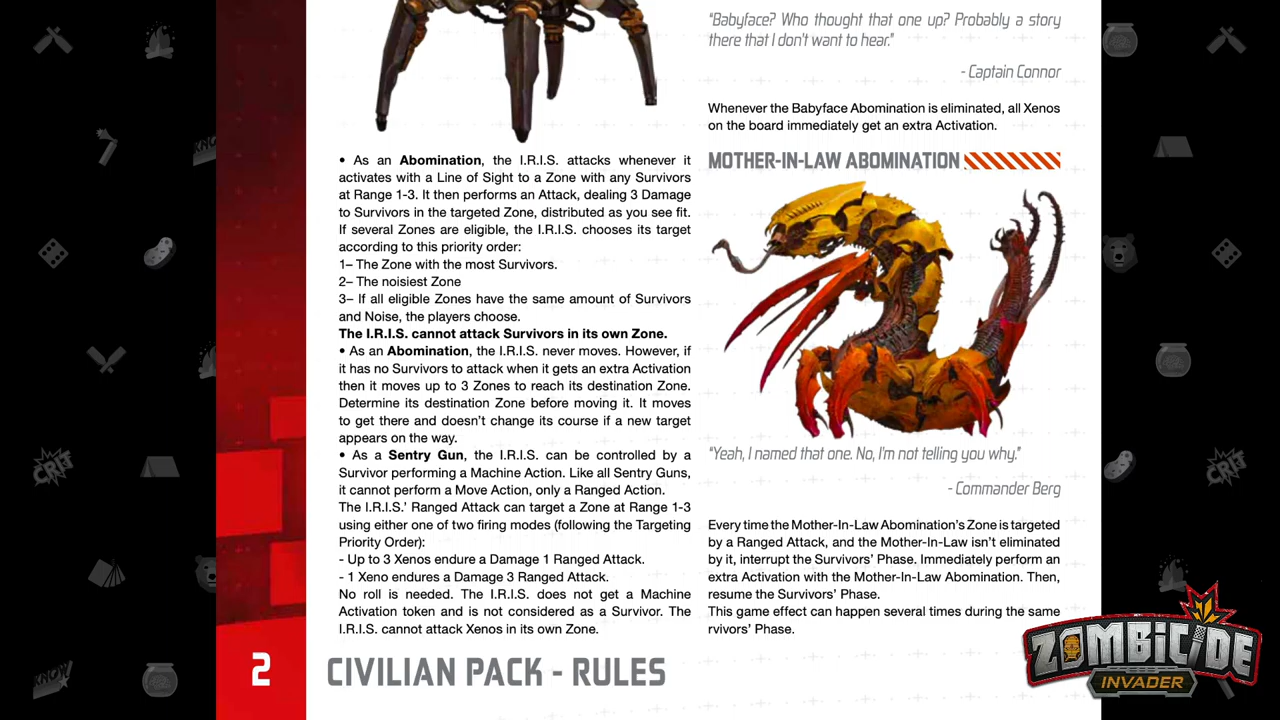 • As an Abomination, the I.R.I.S. attacks whenever it
activates with a Line of Sight to a Zone with any Survivors
at Range 1-3. It then performs an Attack, dealing 3 Damage
to Survivors in the targeted Zone, distributed as you see fit.
If several Zones are eligible, the I.R.I.S. chooses its target
according to this priority order:
1– The Zone with the most Survivors.
2– The noisiest Zone
3– If all eligible Zones have the same amount of Survivors
and Noise, the players choose.
The I.R.I.S. cannot attack Survivors in its own Zone.
• As an Abomination, the I.R.I.S. never moves. However, if
it has no Survivors to attack when it gets an extra Activation
then it moves up to 3 Zones to reach its destination Zone.
Determine its destination Zone before moving it. It moves
to get there and doesn't change its course if a new target
appears on the way.
• As a Sentry Gun, the I.R.I.S. can be controlled by a
Survivor performing a Machine Action. Like all Sentry Guns,
it cannot perform a Move Action, only a Ranged Action.
The I.R.I.S.' Ranged Attack can target a Zone at Range 1-3
using either one of two firing modes (following the Targeting
Priority Order):
- Up to 3 Xenos endure a Damage 1 Ranged Attack.
- 1 Xeno endures a Damage 3 Ranged Attack.
No roll is needed. The I.R.I.S. does not get a Machine
Activation token and is not considered as a Survivor. The
I.R.I.S. cannot attack Xenos in its own Zone.
"Babyface? Who thought that one up? Probably a story
there that I don't want to hear."
- Captain Connor
Whenever the Babyface Abomination is eliminated, all Xenos
on the board immediately get an extra Activation.
MOTHER-IN-LAW ABOMINATION
"Yeah, I named that one. No, I'm not telling you why."
- Commander Berg
Every time the Mother-In-Law Abomination's Zone is targeted
by a Ranged Attack, and the Mother-In-Law isn't eliminated
by it, interrupt the Survivors' Phase. Immediately perform an
extra Activation with the Mother-In-Law Abomination. Then,
resume the Survivors' Phase.
This game effect can happen several times during the same
rvivors' Phase.
2 CIVILIAN PACK - RULES
ZOMBICIDE
INVADER
KNOW
CRIT
KNOW
CRIT